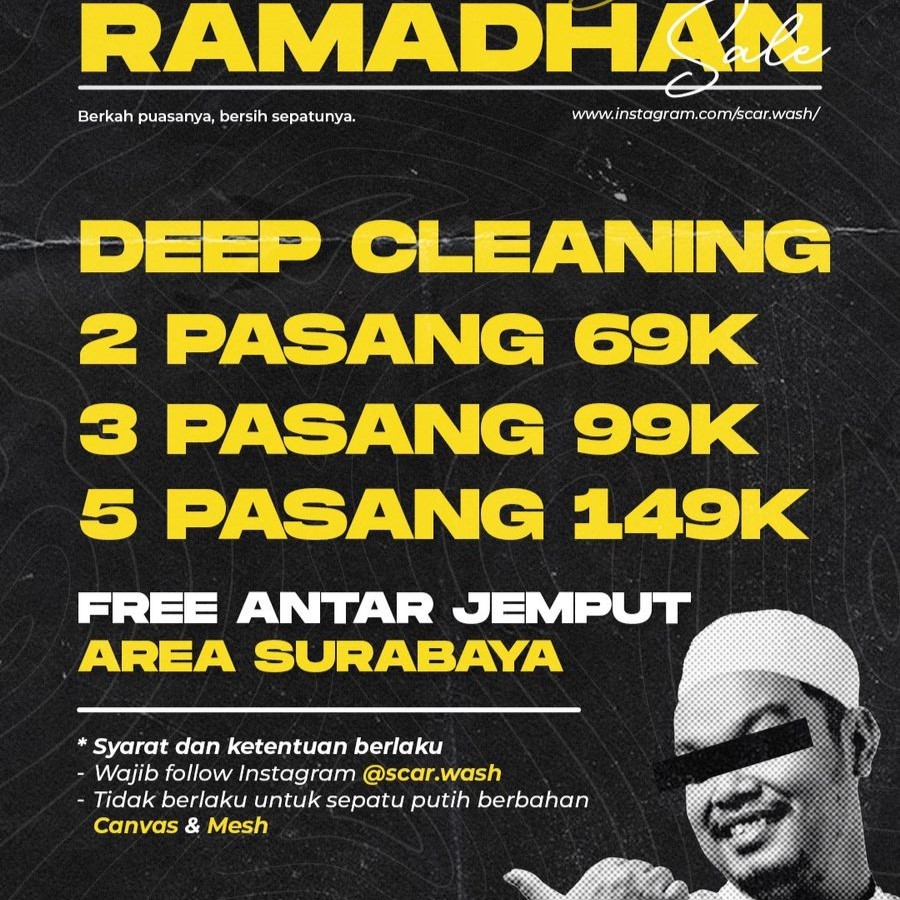 RAMADHAN
Sale
Berkah puasanya, bersih sepatunya.
www.instagram.com/scar.wash/
DEEP CLEANING
2 PASANG 69K
3 PASANG 99K
5 PASANG 149K
FREE ANTAR JEMPUT
AREA SURABAYA
* Syarat dan ketentuan berlaku
- Wajib follow Instagram @scar.wash
- Tidak berlaku untuk sepatu putih berbahan
Canvas & Mesh